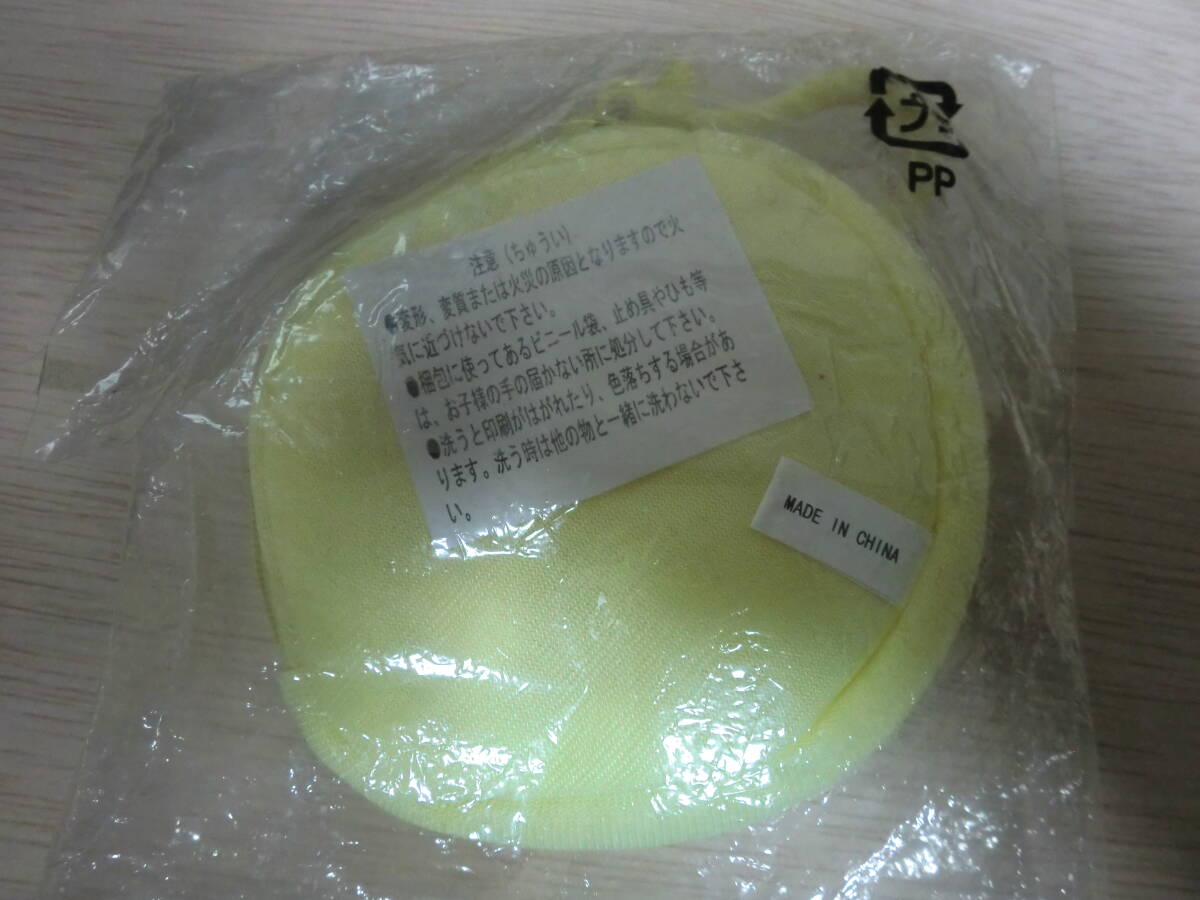 プラ
PP
注意（ちゅうい）
●変形、変質または火災の原因となりますので火
気に近づけないで下さい。
●梱包に使ってあるビニール袋、止め具やひも等
は、お子様の手の届かない所に処分して下さい。
●洗うと印刷がはがれたり、色落ちする場合があ
ります。洗う時は他の物と一緒に洗わないで下さ
い。
MADE IN CHINA